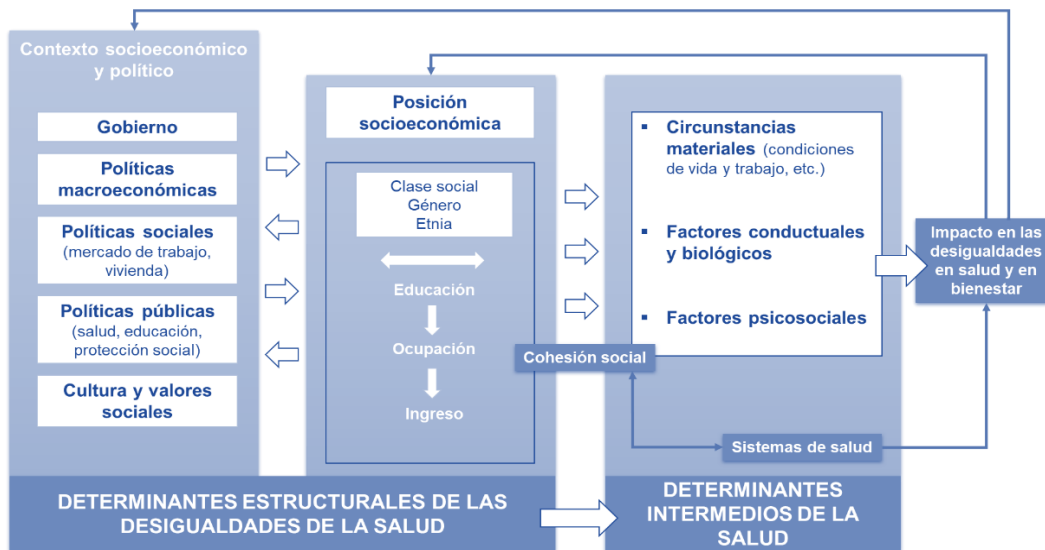 Contexto socioeconómico
y político
Gobierno
Políticas
macroeconómicas
Políticas sociales
(mercado de trabajo,
vivienda)
Políticas públicas
(salud, educación,
protección social)
Cultura y valores
sociales
Posición
socioeconómica
Clase social
Género
Etnia
Educación
Ocupación
Ingreso
▪ Circunstancias
materiales (condiciones
de vida y trabajo, etc.)
▪ Factores conductuales
y biológicos
▪ Factores psicosociales
Cohesión social
Sistemas de salud
Impacto en las
desigualdades
en salud y en
bienestar
DETERMINANTES ESTRUCTURALES DE LAS
DESIGUALDADES DE LA SALUD
DETERMINANTES
INTERMEDIOS DE LA
SALUD